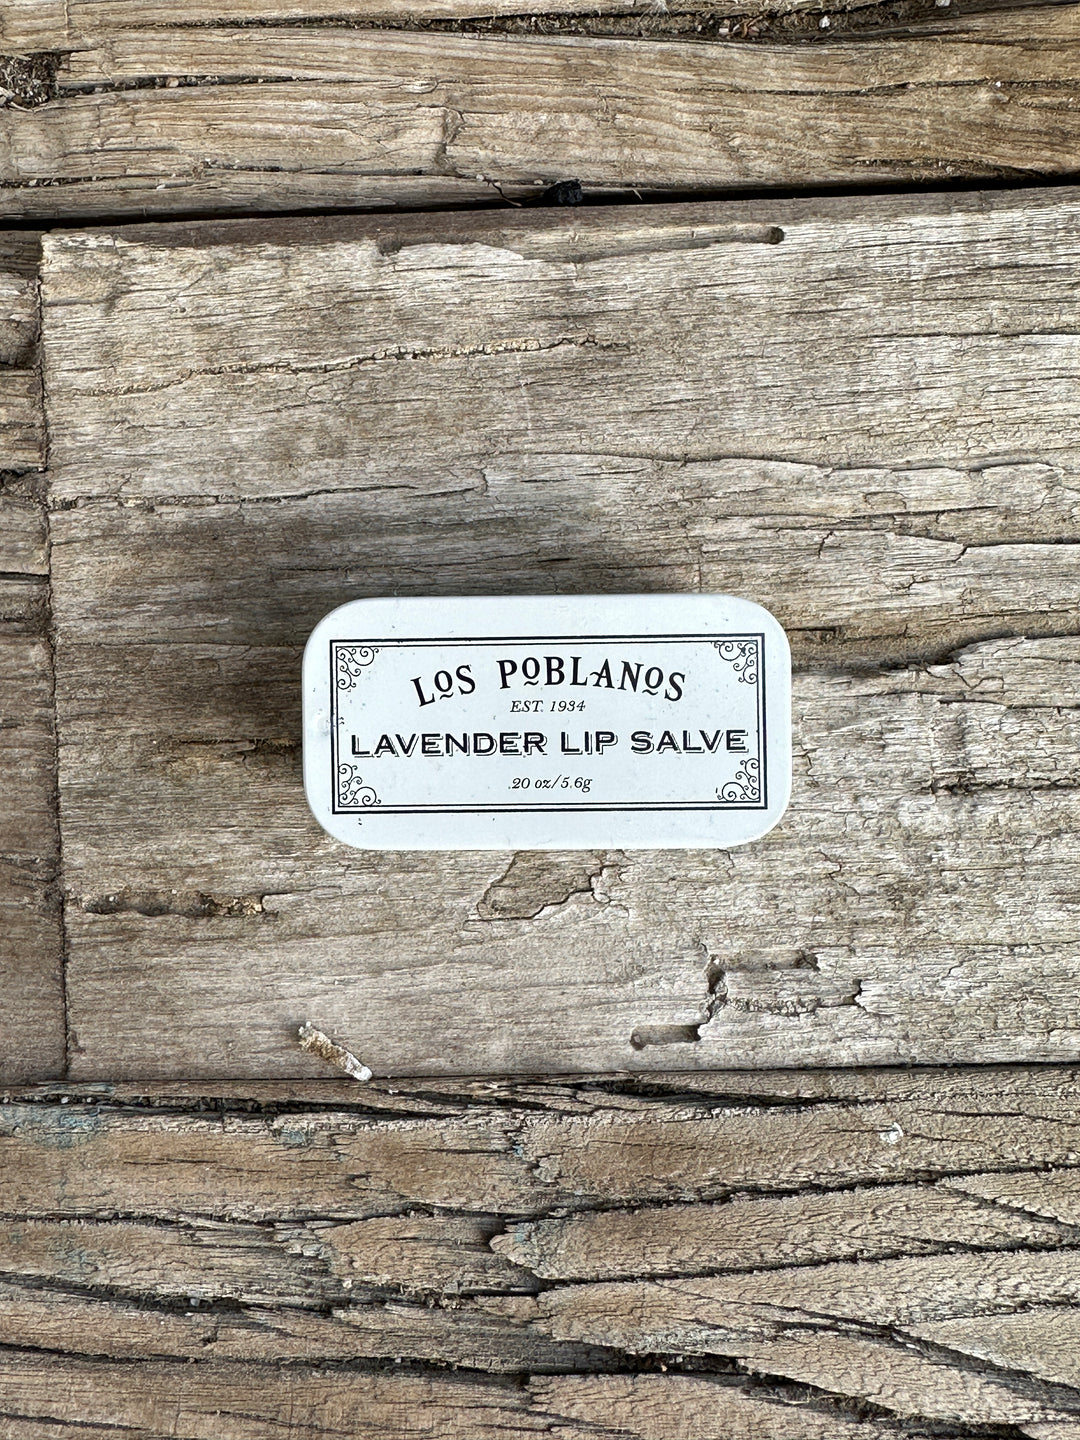 LOS POBLANOS
EST. 1934
LAVENDER LIP SALVE
.20 oz/5.6g